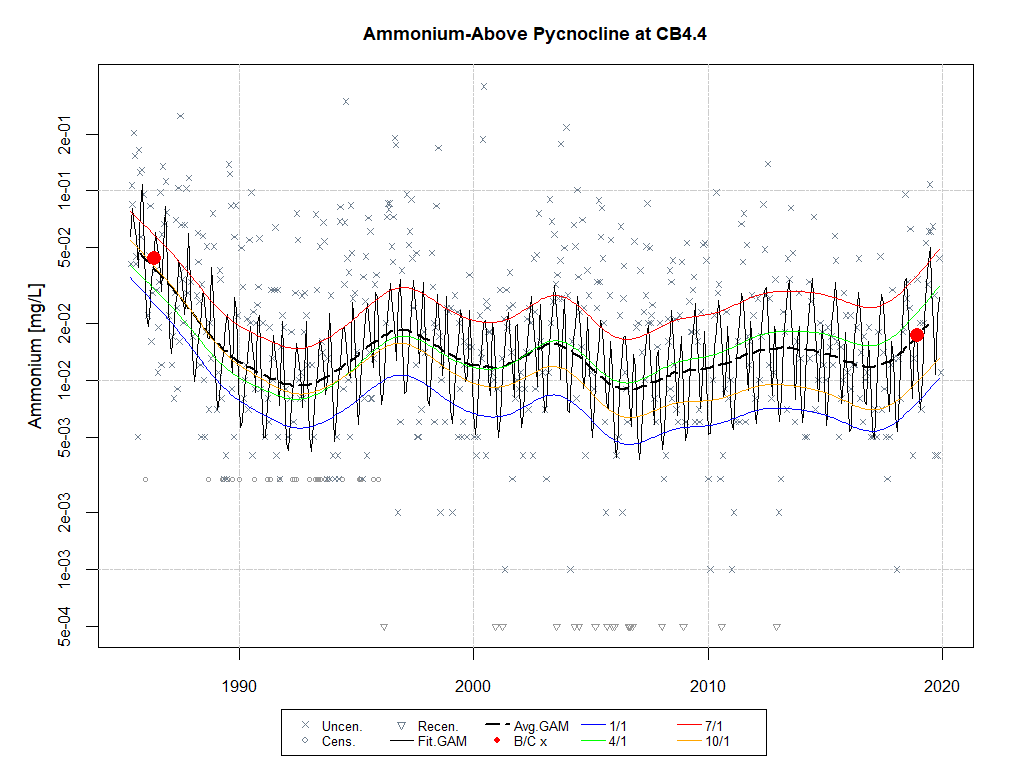 Ammonium-Above Pycnocline at CB4.4
Ammonium [mg/L]
2e-01
1e-01
5e-02
2e-02
1e-02
5e-03
2e-03
1e-03
5e-04
1990 2000 2010 2020
Uncen. Recen. Avg.GAM 1/1 7/1
Cens. Fit.GAM B/C x 4/1 10/1